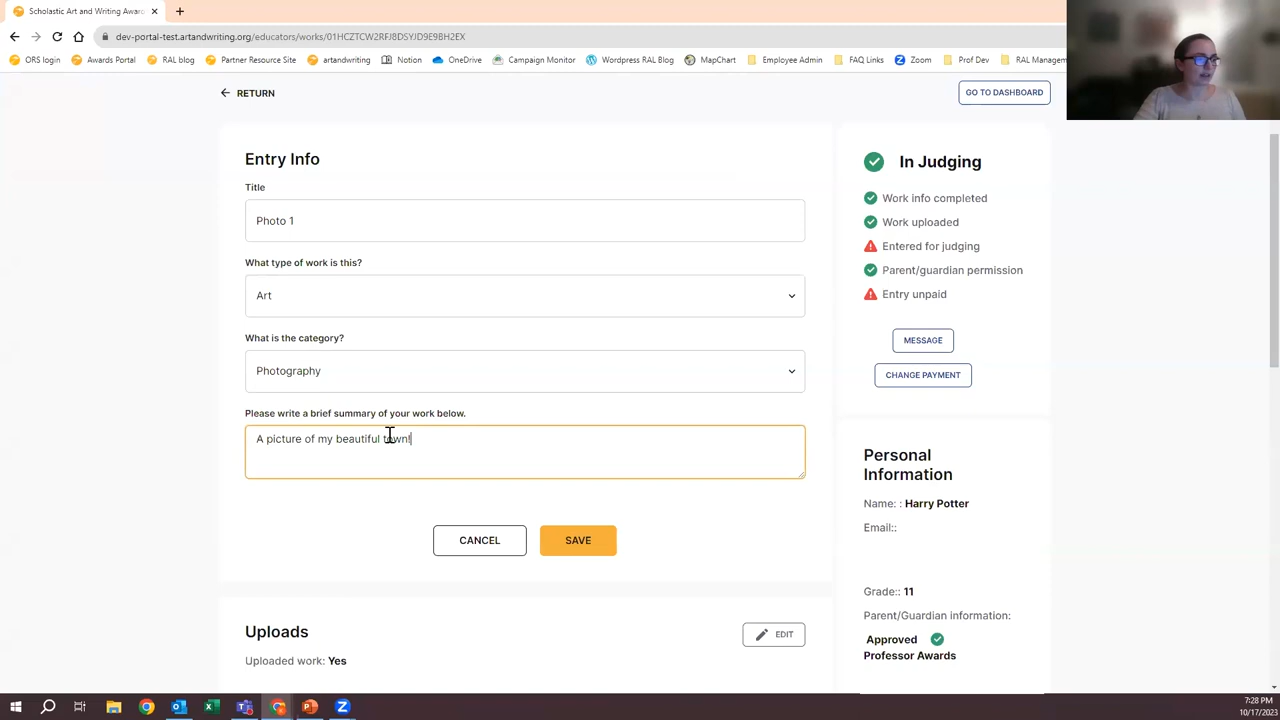 Scholastic Art and Writing Awar
dev-portal-test.artandwriting.org/educators/works/01HCZTCW2RFJ8DSYJD9E9BH2EX
ORS login Awards Portal RAL blog Partner Resource Site artandwriting Notion OneDrive Campaign Monitor Wordpress RAL Blog MapChart Employee Admin FAQ Links Zoom Prof Dev RAL Managem
RETURN
GO TO DASHBOARD
Entry Info
Title
Photo 1
What type of work is this?
Art
What is the category?
Photography
Please write a brief summary of your work below.
A picture of my beautiful town!
CANCEL
SAVE
Uploads
EDIT
Uploaded work: Yes
In Judging
Work info completed
Work uploaded
Entered for judging
Parent/guardian permission
Entry unpaid
MESSAGE
CHANGE PAYMENT
Personal
Information
Name: : Harry Potter
Email::
Grade:: 11
Parent/Guardian information:
Approved
Professor Awards
7:28 PM
10/17/2023